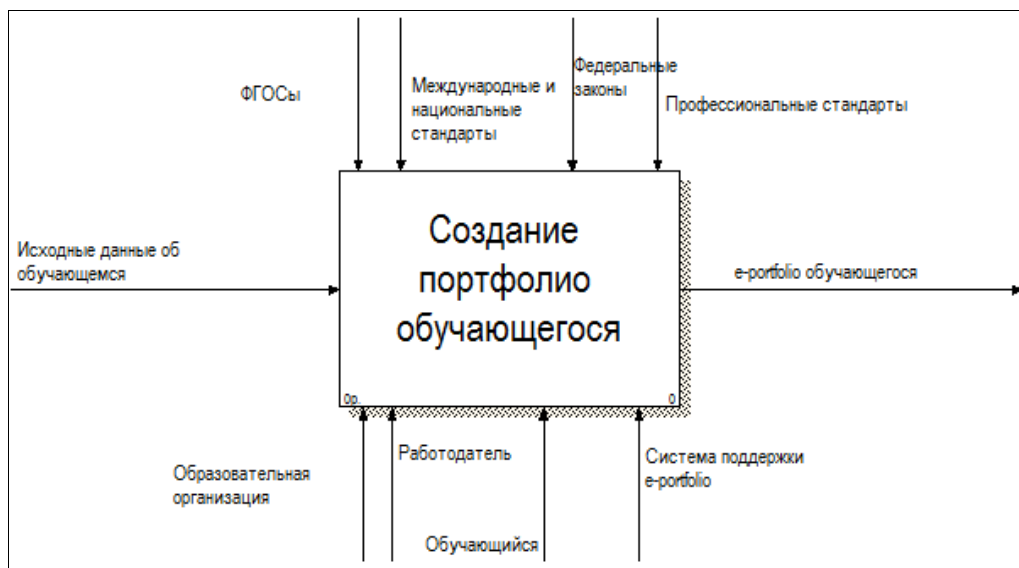 ФГОСы
Международные и
национальные
стандарты
Федеральные
законы
Профессиональные стандарты
Исходные данные об
обучающемся
Создание
портфолио
обучающегося
e-portfolio обучающегося
0р.
0
Образовательная
организация
Работодатель
Обучающийся
Система поддержки
e-portfolio